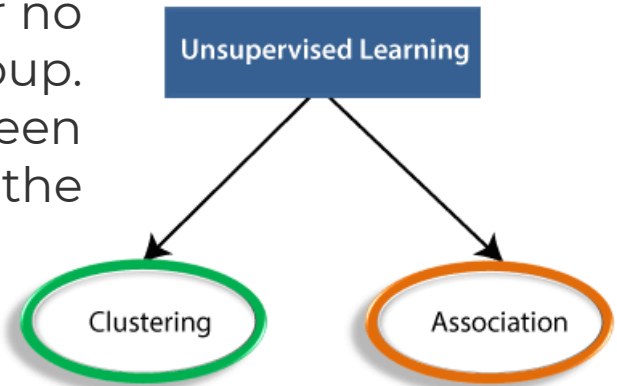 r no
oup.
een
the
Unsupervised Learning
Clustering
Association